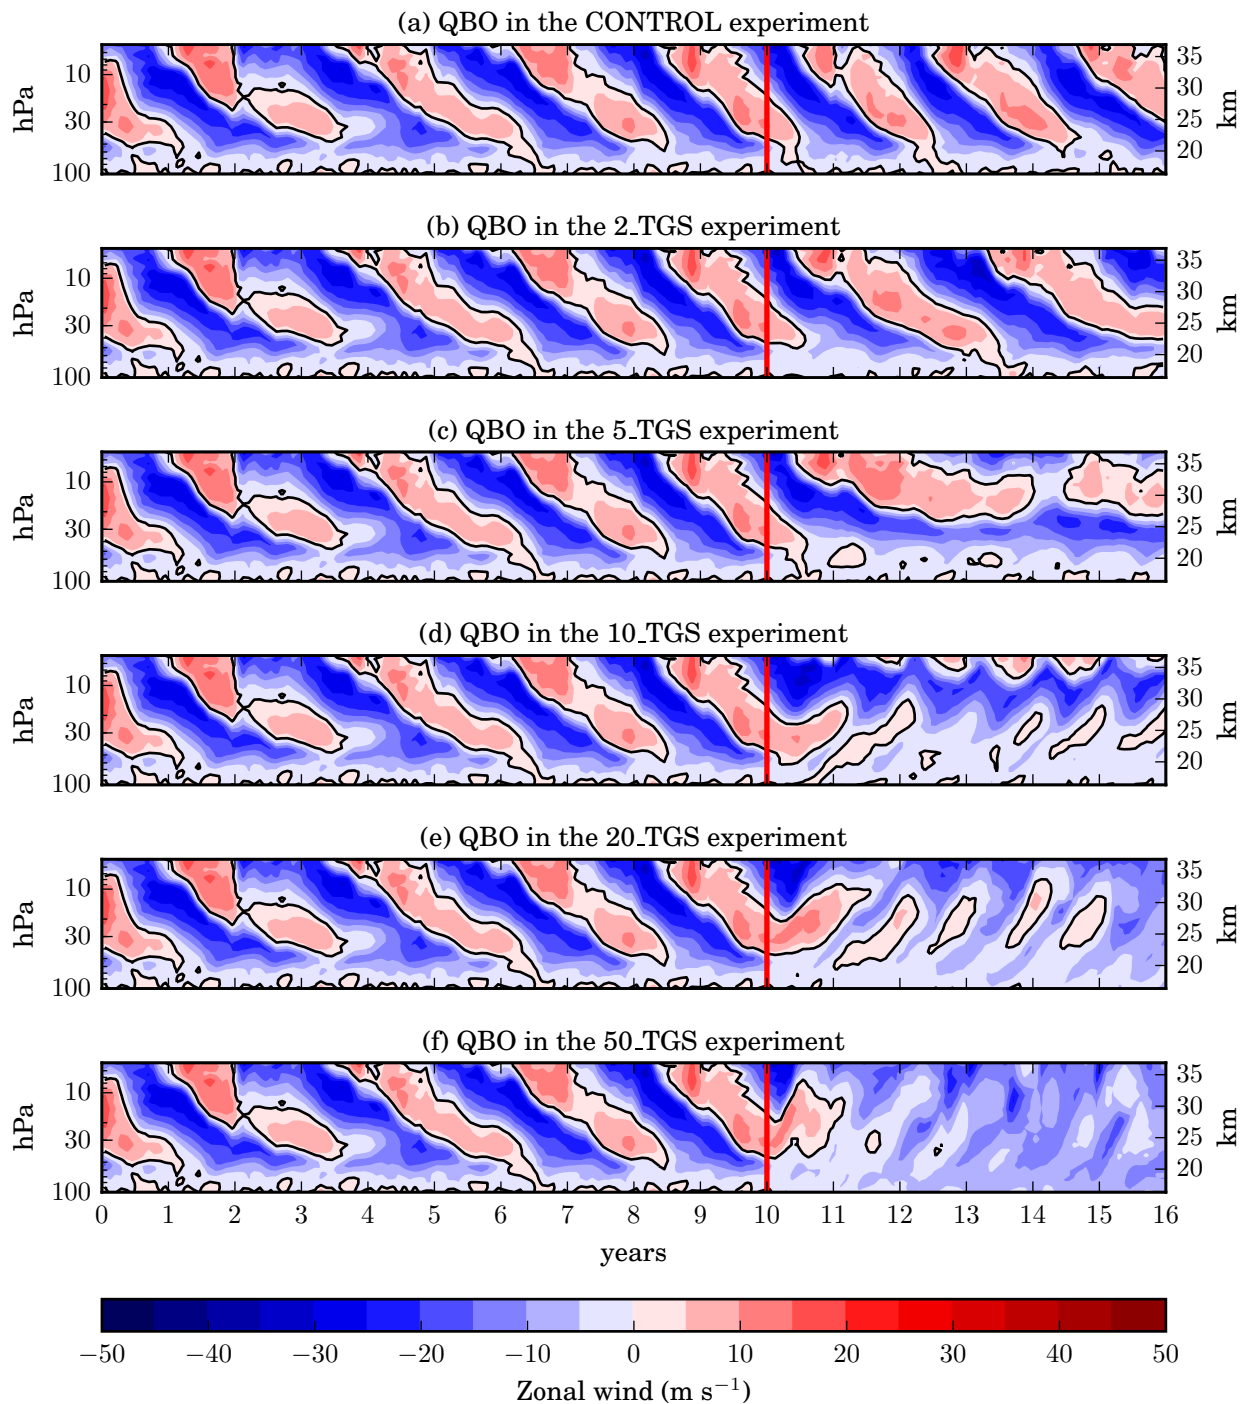 (a) QBO in the CONTROL experiment
hPa
10
30
100
35
30
25
20
km
(b) QBO in the 2_TGS experiment
hPa
10
30
100
35
30
25
20
km
(c) QBO in the 5_TGS experiment
hPa
10
30
100
35
30
25
20
km
(d) QBO in the 10_TGS experiment
hPa
10
30
100
35
30
25
20
km
(e) QBO in the 20_TGS experiment
hPa
10
30
100
35
30
25
20
km
(f) QBO in the 50_TGS experiment
hPa
10
30
100
35
30
25
20
km
0 1 2 3 4 5 6 7 8 9 10 11 12 13 14 15 16
years
−50 −40 −30 −20 −10 0 10 20 30 40 50
Zonal wind (m s⁻¹)